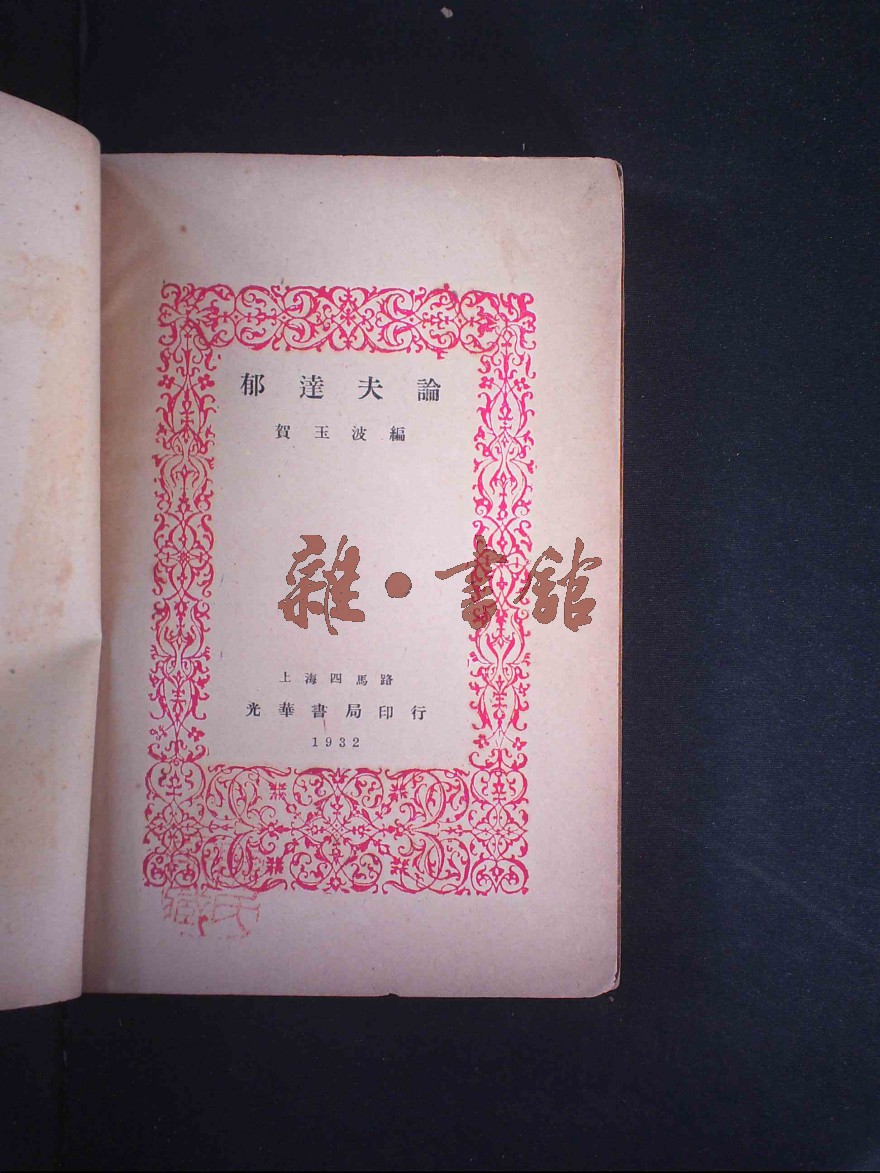 郁達夫論
賀玉波編
雜·書館
上海四馬路
光華書局印行
1932